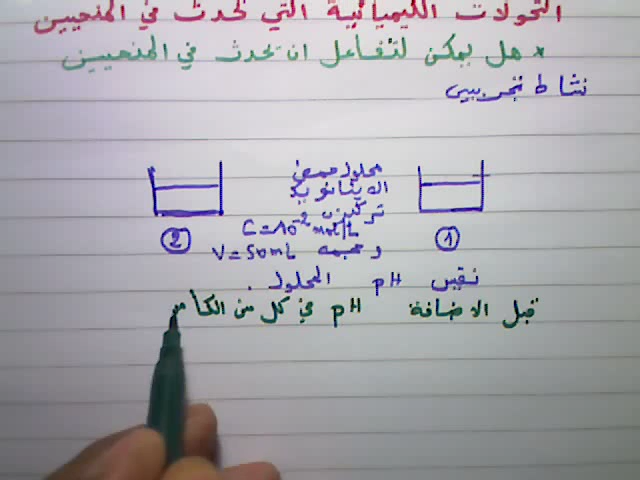 التحولات الكيميائية التي تحدث في المنحيين
* هل يمكن لتفاعل ان يحدث في المنحيين
نشاط تجريبي
محلول حمض
الايثانويك
تركيزه
C=10⁻² mol/L
وحجمه V=50mL
①
②
نقيس pH المحلول .
قبل الاضافة pH في كل من الكأس